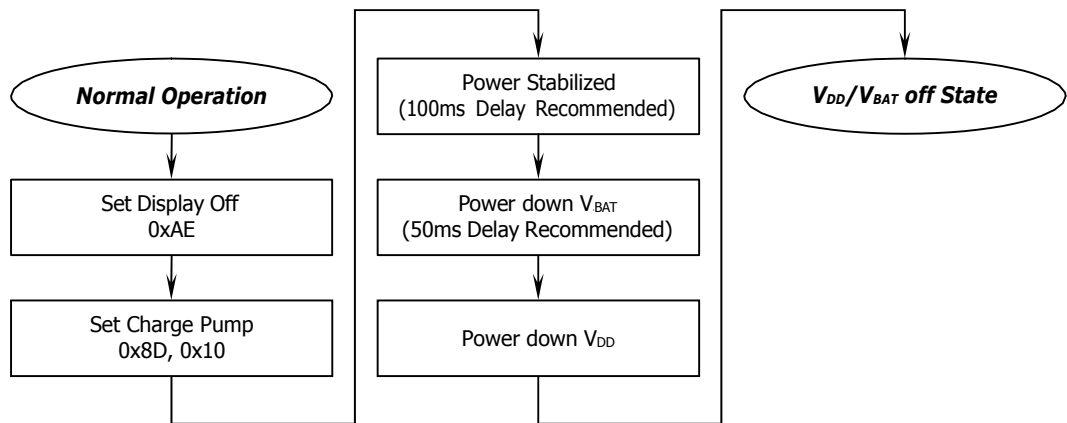 Normal Operation
Set Display Off
0xAE
Set Charge Pump
0x8D, 0x10
Power Stabilized
(100ms Delay Recommended)
Power down VBAT
(50ms Delay Recommended)
Power down VDD
VDD/VBAT off State